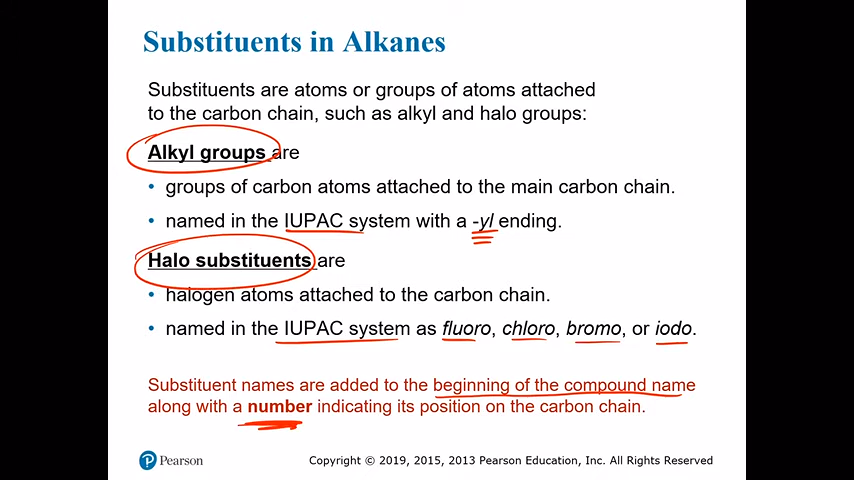 Substituents in Alkanes
Substituents are atoms or groups of atoms attached
to the carbon chain, such as alkyl and halo groups:
Alkyl groups are
• groups of carbon atoms attached to the main carbon chain.
• named in the IUPAC system with a -yl ending.
Halo substituents are
• halogen atoms attached to the carbon chain.
• named in the IUPAC system as fluoro, chloro, bromo, or iodo.
Substituent names are added to the beginning of the compound name
along with a number indicating its position on the carbon chain.
P Pearson
Copyright © 2019, 2015, 2013 Pearson Education, Inc. All Rights Reserved